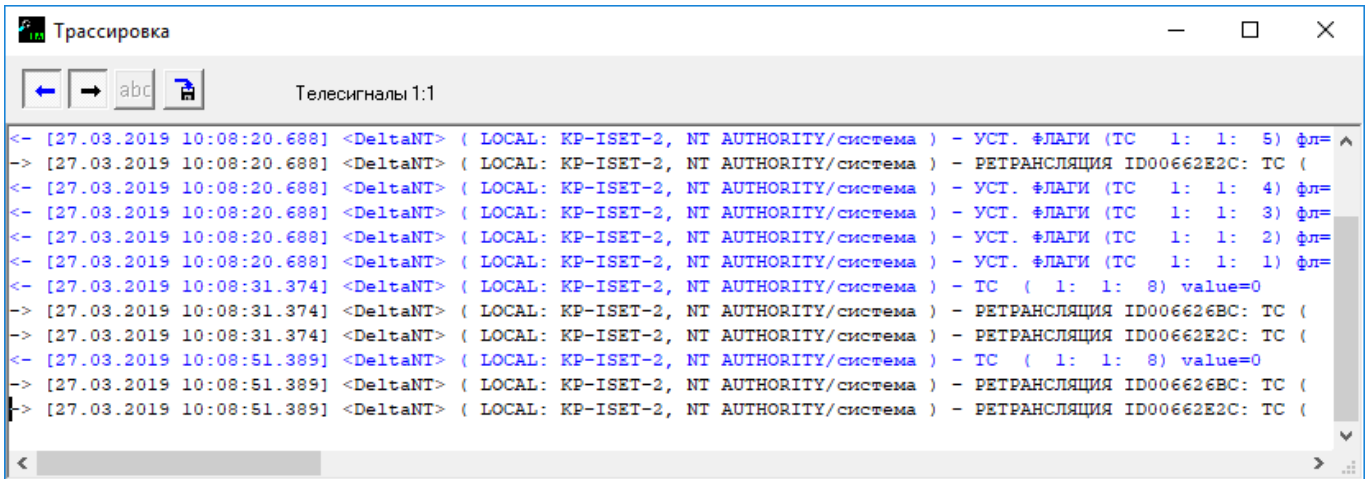 Трассировка
abc Телесигналы 1:1
<- [27.03.2019 10:08:20.688] <DeltaNT> ( LOCAL: KP-ISET-2, NT AUTHORITY/система ) - УСТ. ФЛАГИ (ТС 1: 1: 5) фл=
-> [27.03.2019 10:08:20.688] <DeltaNT> ( LOCAL: KP-ISET-2, NT AUTHORITY/система ) - РЕТРАНСЛЯЦИЯ ID00662E2C: ТС (
<- [27.03.2019 10:08:20.688] <DeltaNT> ( LOCAL: KP-ISET-2, NT AUTHORITY/система ) - УСТ. ФЛАГИ (ТС 1: 1: 4) фл=
<- [27.03.2019 10:08:20.688] <DeltaNT> ( LOCAL: KP-ISET-2, NT AUTHORITY/система ) - УСТ. ФЛАГИ (ТС 1: 1: 3) фл=
<- [27.03.2019 10:08:20.688] <DeltaNT> ( LOCAL: KP-ISET-2, NT AUTHORITY/система ) - УСТ. ФЛАГИ (ТС 1: 1: 2) фл=
<- [27.03.2019 10:08:20.688] <DeltaNT> ( LOCAL: KP-ISET-2, NT AUTHORITY/система ) - УСТ. ФЛАГИ (ТС 1: 1: 1) фл=
<- [27.03.2019 10:08:31.374] <DeltaNT> ( LOCAL: KP-ISET-2, NT AUTHORITY/система ) - ТС ( 1: 1: 8) value=0
-> [27.03.2019 10:08:31.374] <DeltaNT> ( LOCAL: KP-ISET-2, NT AUTHORITY/система ) - РЕТРАНСЛЯЦИЯ ID006626BC: ТС (
-> [27.03.2019 10:08:31.374] <DeltaNT> ( LOCAL: KP-ISET-2, NT AUTHORITY/система ) - РЕТРАНСЛЯЦИЯ ID00662E2C: ТС (
<- [27.03.2019 10:08:51.389] <DeltaNT> ( LOCAL: KP-ISET-2, NT AUTHORITY/система ) - ТС ( 1: 1: 8) value=0
-> [27.03.2019 10:08:51.389] <DeltaNT> ( LOCAL: KP-ISET-2, NT AUTHORITY/система ) - РЕТРАНСЛЯЦИЯ ID006626BC: ТС (
-> [27.03.2019 10:08:51.389] <DeltaNT> ( LOCAL: KP-ISET-2, NT AUTHORITY/система ) - РЕТРАНСЛЯЦИЯ ID00662E2C: ТС (